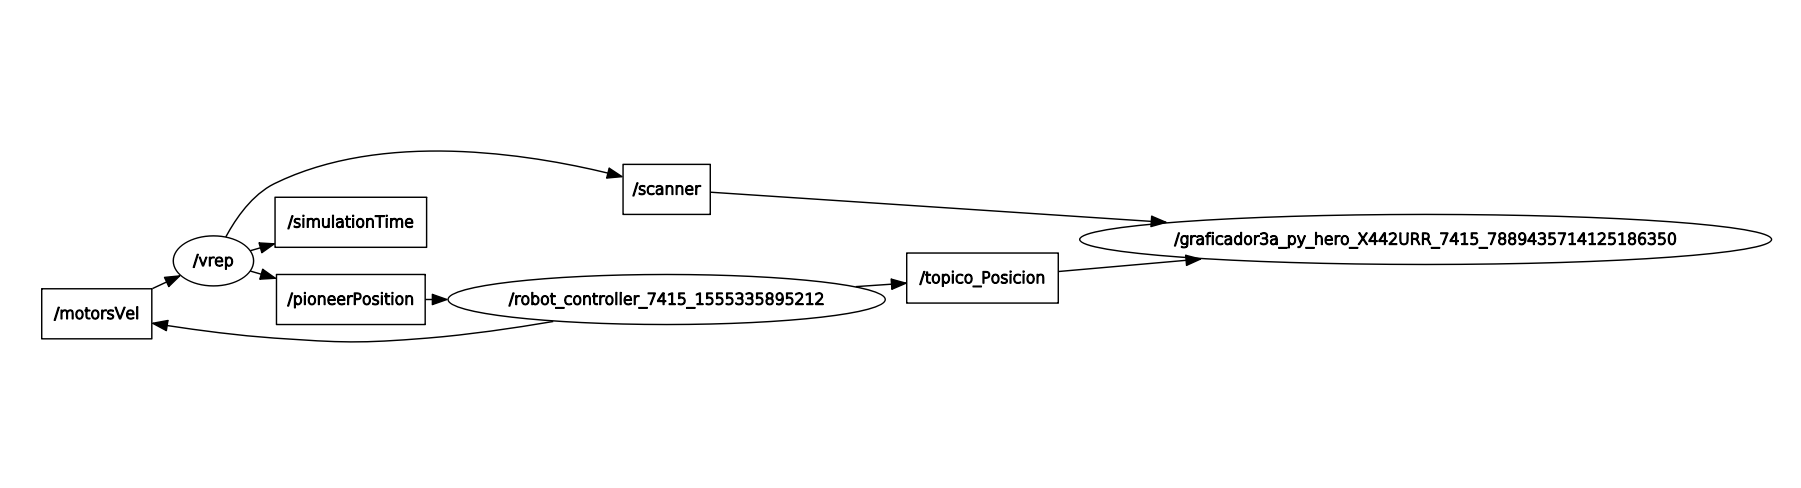 /scanner
/simulationTime
/graficador3a_py_hero_X442URR_7415_7889435714125186350
/vrep
/topico_Posicion
/pioneerPosition
/robot_controller_7415_1555335895212
/motorsVel